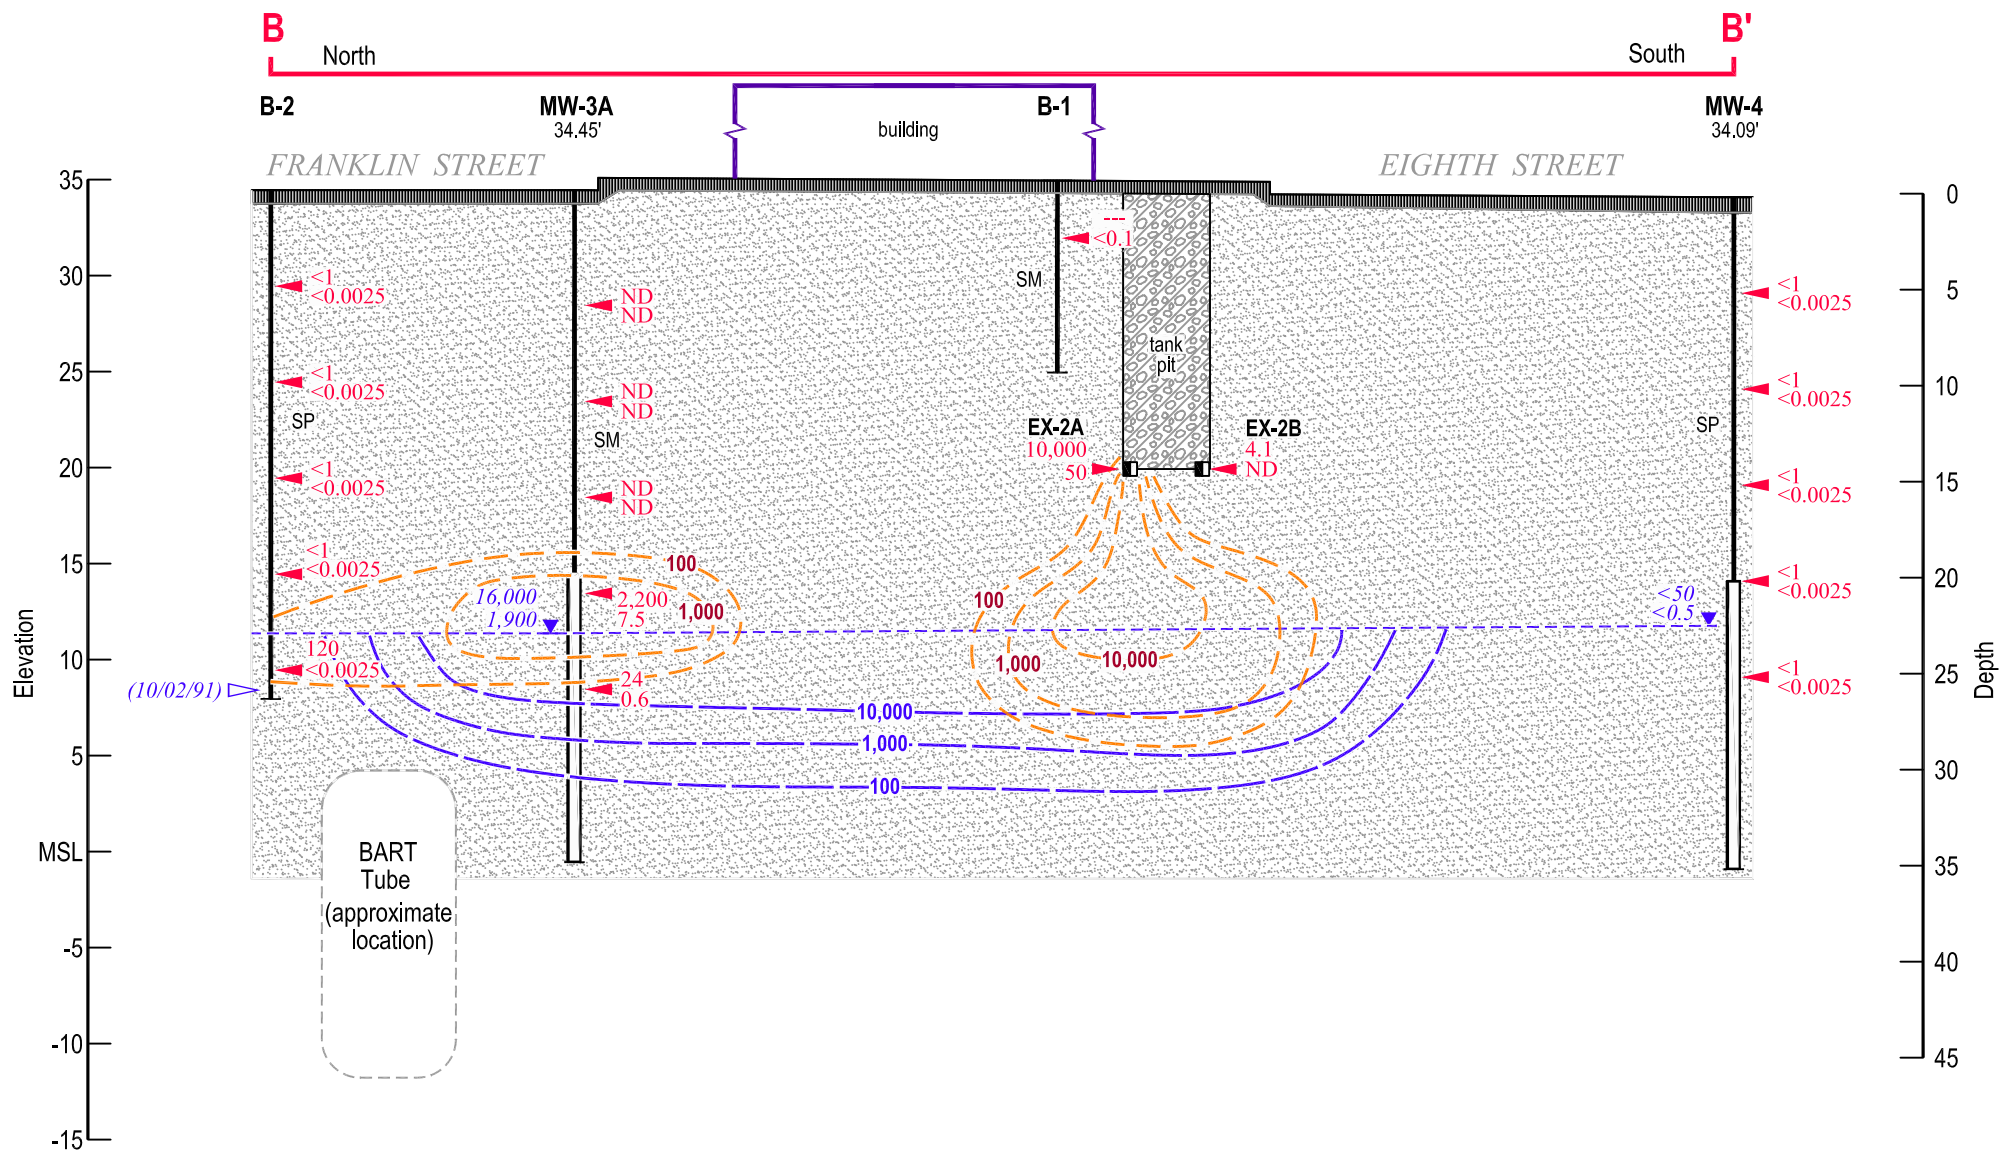 B
B'
North
South
B-2
MW-3A
34.45'
building
B-1
MW-4
34.09'
FRANKLIN STREET
EIGHTH STREET
35
30
25
20
15
10
5
MSL
-5
-10
-15
Elevation
0
5
10
15
20
25
30
35
40
45
Depth
<1
<0.0025
<1
<0.0025
SP
<1
<0.0025
<1
<0.0025
120
<0.0025
(10/02/91)
ND
ND
ND
ND
SM
ND
ND
16,000
1,900
2,200
7.5
24
0.6
100
1,000
---
<0.1
SM
tank
pit
EX-2A
10,000
50
EX-2B
4.1
ND
100
1,000
10,000
10,000
1,000
100
<1
<0.0025
<1
<0.0025
SP
<1
<0.0025
<1
<0.0025
<50
<0.5
<1
<0.0025
BART
Tube
(approximate
location)